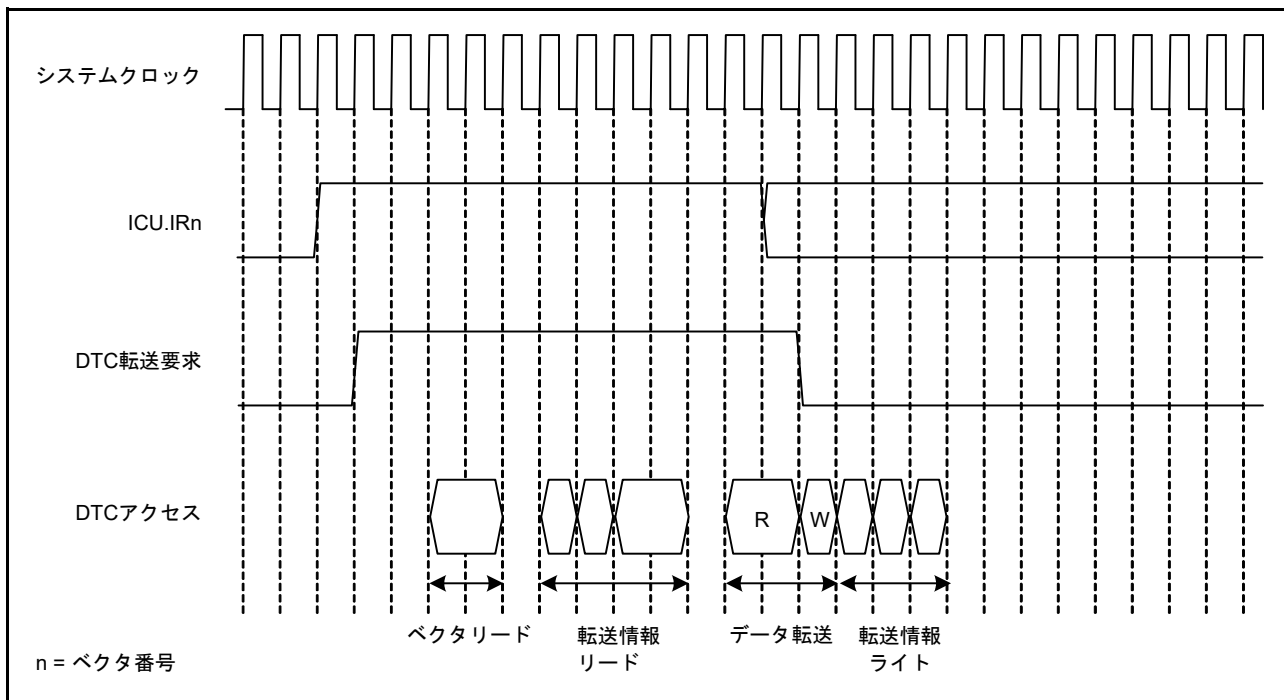 システムクロック
ICU.IRn
DTC転送要求
DTCアクセス
R
W
ベクタリード
転送情報
リード
データ転送
転送情報
ライト
n = ベクタ番号